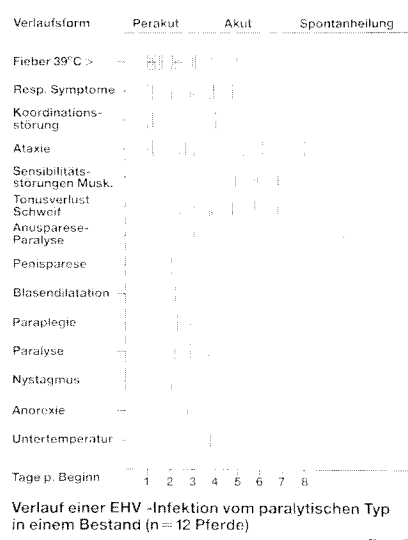 Verlaufsform Perakut Akut Spontanheilung
Fieber 39°C >
Resp. Symptome
Koordinations-
störung
Ataxie
Sensibilitäts-
störungen Musk.
Tonusverlust
Schweif
Anusparese-
Paralyse
Penisparese
Blasendilatation
Paraplegie
Paralyse
Nystagmus
Anorexie
Untertemperatur
Tage p. Beginn 1 2 3 4 5 6 7 8
Verlauf einer EHV -Infektion vom paralytischen Typ
in einem Bestand (n = 12 Pferde)